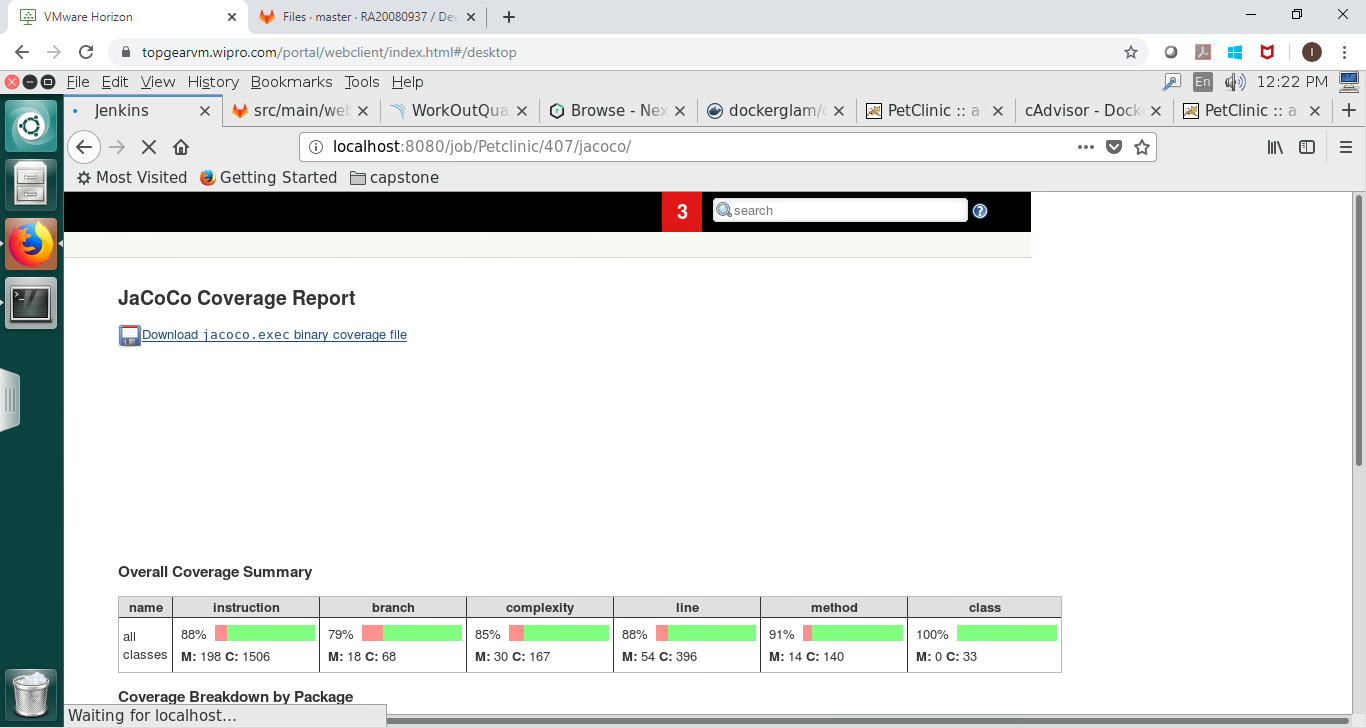 VMware Horizon
Files · master · RA20080937 / De
topgearvm.wipro.com/portal/webclient/index.html#/desktop
I
File Edit View History Bookmarks Tools Help
En
12:22 PM
Jenkins
src/main/web
WorkOutQua
Browse - Nex
dockerglam/c
PetClinic :: a
cAdvisor - Docke
PetClinic :: a
localhost:8080/job/Petclinic/407/jacoco/
Most Visited
Getting Started
capstone
3
search
JaCoCo Coverage Report
Download jacoco.exec binary coverage file
Overall Coverage Summary
name instruction branch complexity line method class
all classes
88% 79% 85% 88% 91% 100%
M: 198 C: 1506 M: 18 C: 68 M: 30 C: 167 M: 54 C: 396 M: 14 C: 140 M: 0 C: 33
Coverage Breakdown by Package
Waiting for localhost...